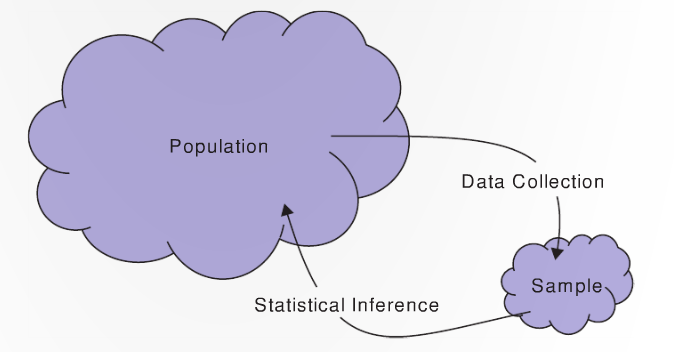 Population
Data Collection
Sample
Statistical Inference